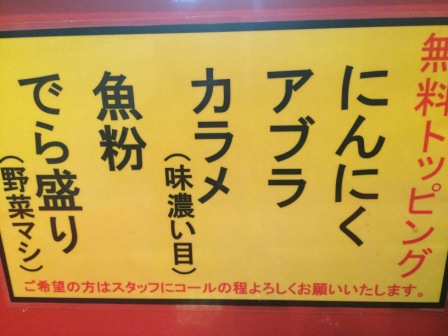 無料トッピング
にんにく
アブラ
カラメ
(味濃い目)
魚粉
でら盛り
(野菜マシ)
ご希望の方はスタッフにコールの程よろしくお願いいたします。